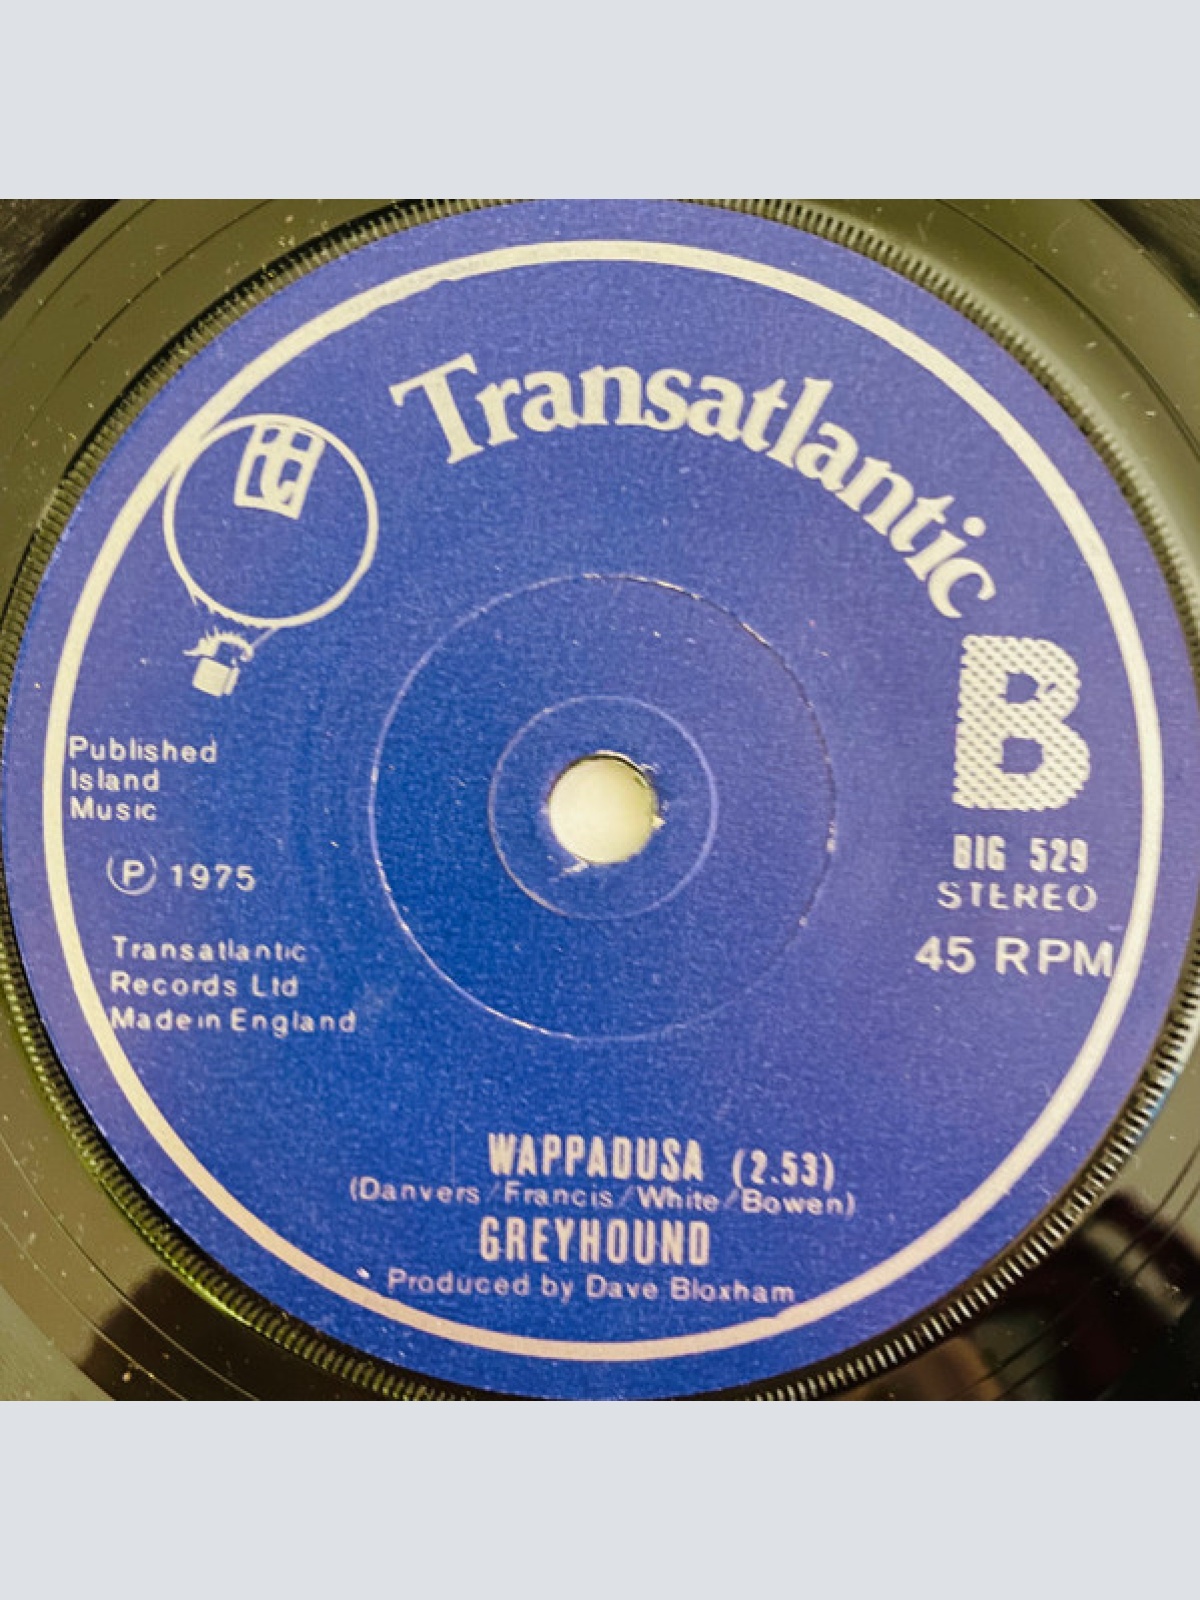 Transatlantic
B
BIG 529
STEREO
45 RPM
Published
Island
Music
Ⓟ 1975
Transatlantic
Records Ltd
Made in England
WAPPADUSA (2.53)
(Danvers/Francis/White/Bowen)
GREYHOUND
Produced by Dave Bloxham